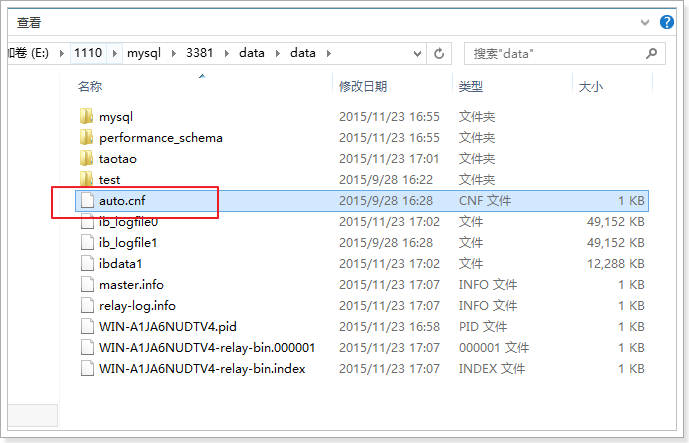 查看
加卷 (E:) 1110 mysql 3381 data data 搜索"data"
名称 修改日期 类型 大小
mysql 2015/11/23 16:55 文件夹
performance_schema 2015/11/23 16:55 文件夹
taotao 2015/11/23 17:01 文件夹
test 2015/9/28 16:22 文件夹
auto.cnf 2015/9/28 16:28 CNF 文件 1 KB
ib_logfile0 2015/11/23 17:02 文件 49,152 KB
ib_logfile1 2015/9/28 16:28 文件 49,152 KB
ibdata1 2015/11/23 17:02 文件 12,288 KB
master.info 2015/11/23 17:07 INFO 文件 1 KB
relay-log.info 2015/11/23 17:07 INFO 文件 1 KB
WIN-A1JA6NUDTV4.pid 2015/11/23 16:58 PID 文件 1 KB
WIN-A1JA6NUDTV4-relay-bin.000001 2015/11/23 17:07 000001 文件 1 KB
WIN-A1JA6NUDTV4-relay-bin.index 2015/11/23 17:07 INDEX 文件 1 KB